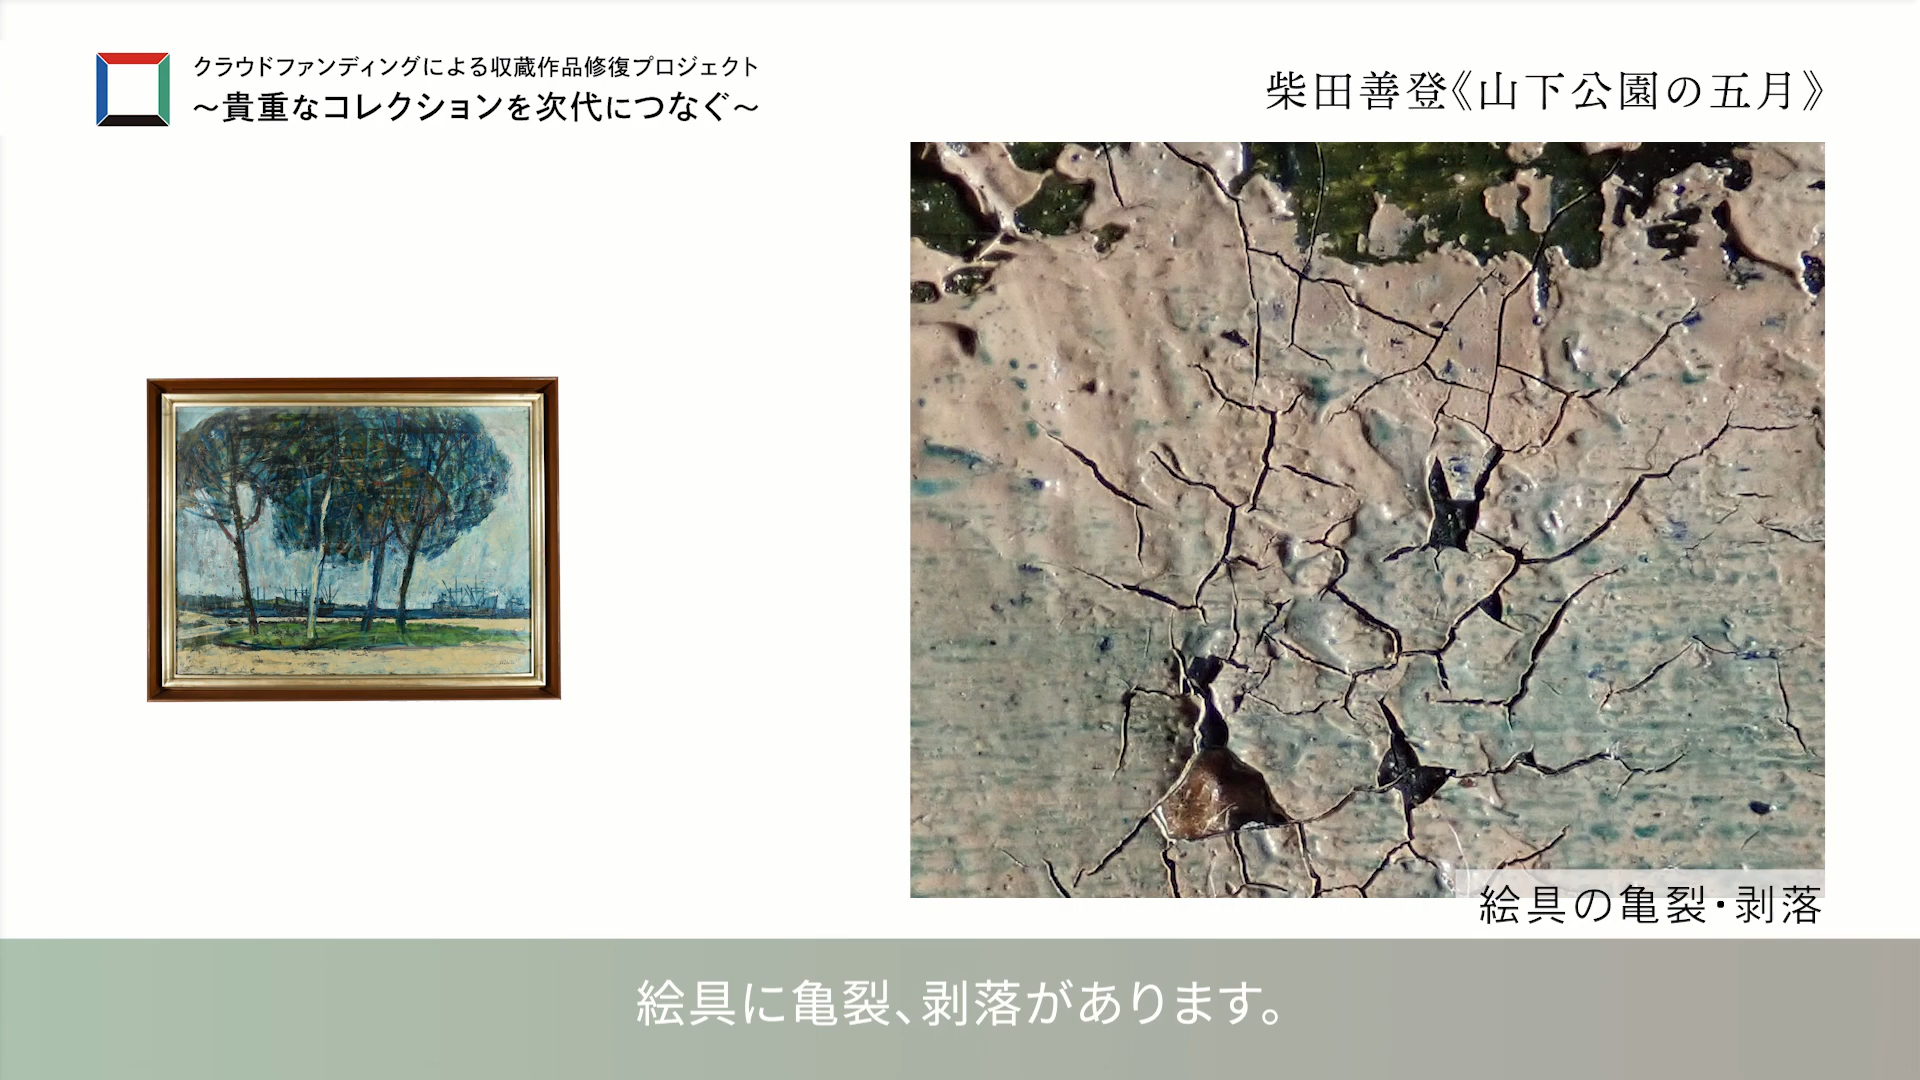 クラウドファンディングによる収蔵作品修復プロジェクト
～貴重なコレクションを次代につなぐ～
柴田善登《山下公園の五月》
絵具の亀裂・剥落
絵具に亀裂、剥落があります。